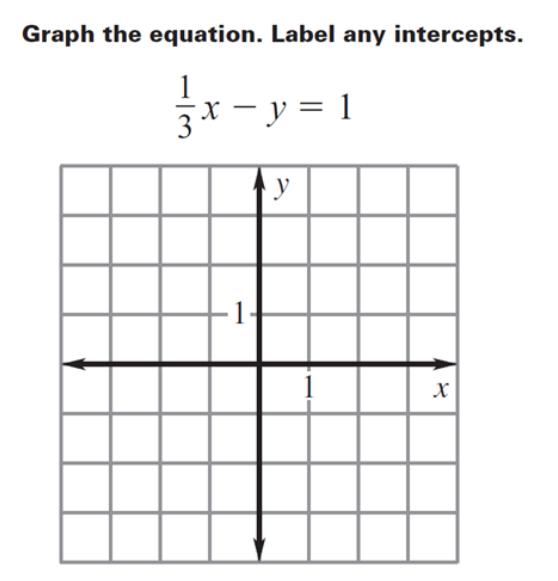 Graph the equation. Label any intercepts.
1/3 x − y = 1
y
1
1
x